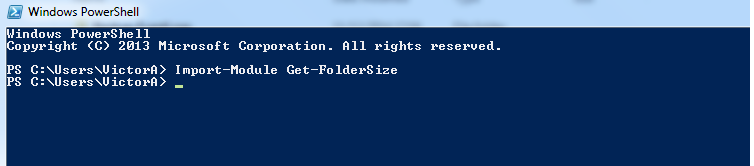 Windows PowerShell
Windows PowerShell
Copyright (C) 2013 Microsoft Corporation. All rights reserved.
PS C:\Users\VictorA> Import-Module Get-FolderSize
PS C:\Users\VictorA>